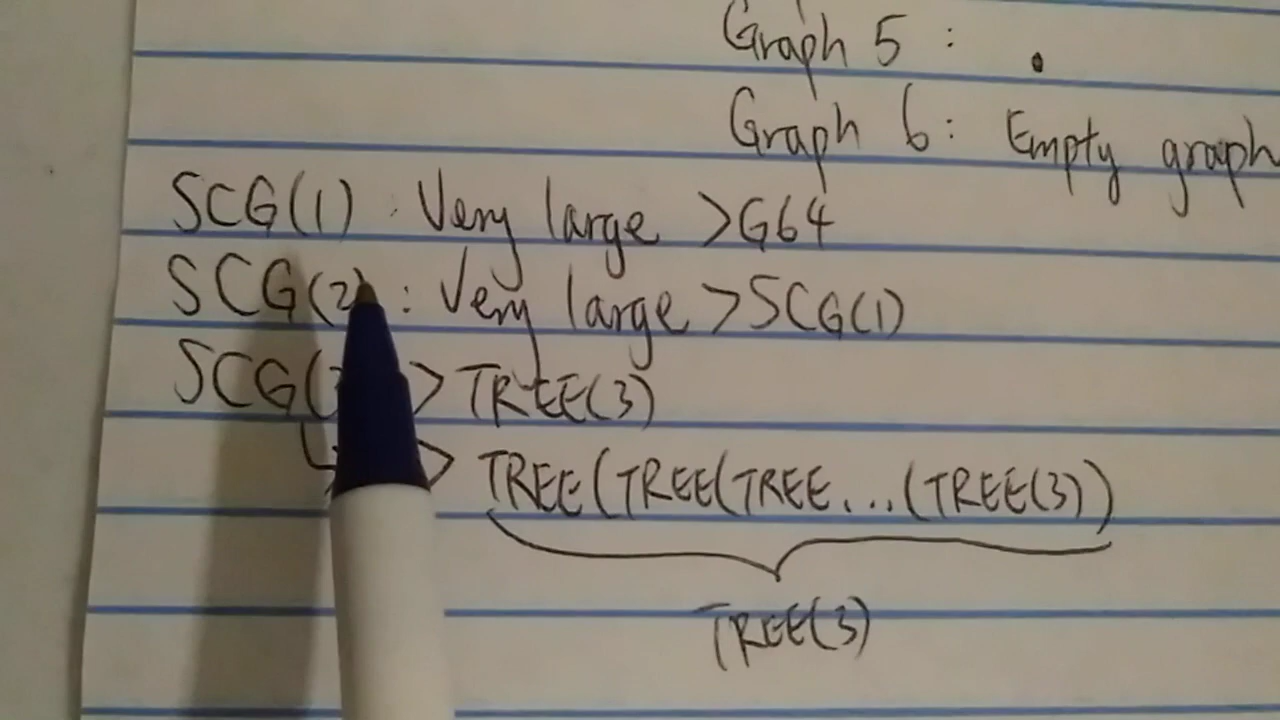 Graph 5 : .
Graph 6 : Empty graph
SCG(1) : Very large >G64
SCG(2) : Very large >SCG(1)
SCG( > TREE(3)
> TREE(TREE(TREE...(TREE(3))
TREE(3)